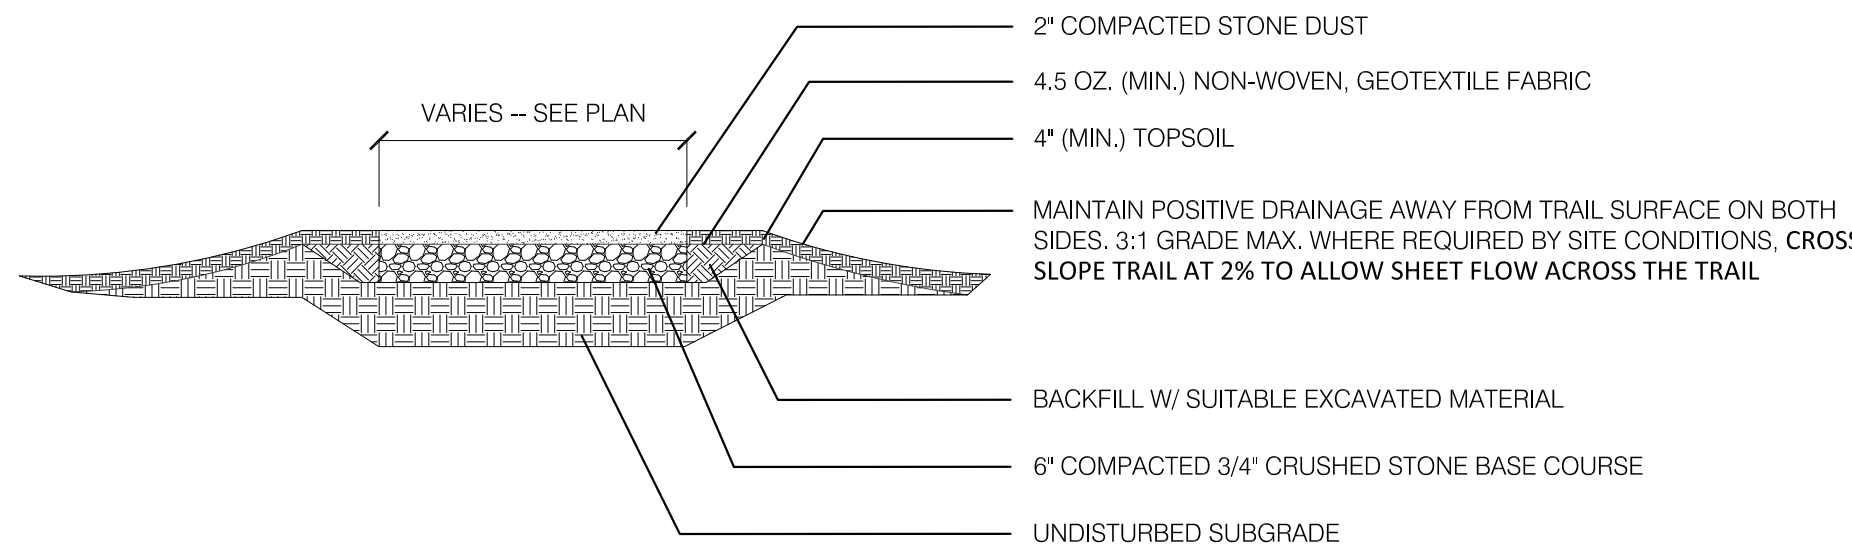 2" COMPACTED STONE DUST
4.5 OZ. (MIN.) NON-WOVEN, GEOTEXTILE FABRIC
VARIES -- SEE PLAN
4" (MIN.) TOPSOIL
MAINTAIN POSITIVE DRAINAGE AWAY FROM TRAIL SURFACE ON BOTH
SIDES. 3:1 GRADE MAX. WHERE REQUIRED BY SITE CONDITIONS, CROSS
SLOPE TRAIL AT 2% TO ALLOW SHEET FLOW ACROSS THE TRAIL
BACKFILL W/ SUITABLE EXCAVATED MATERIAL
6" COMPACTED 3/4" CRUSHED STONE BASE COURSE
UNDISTURBED SUBGRADE